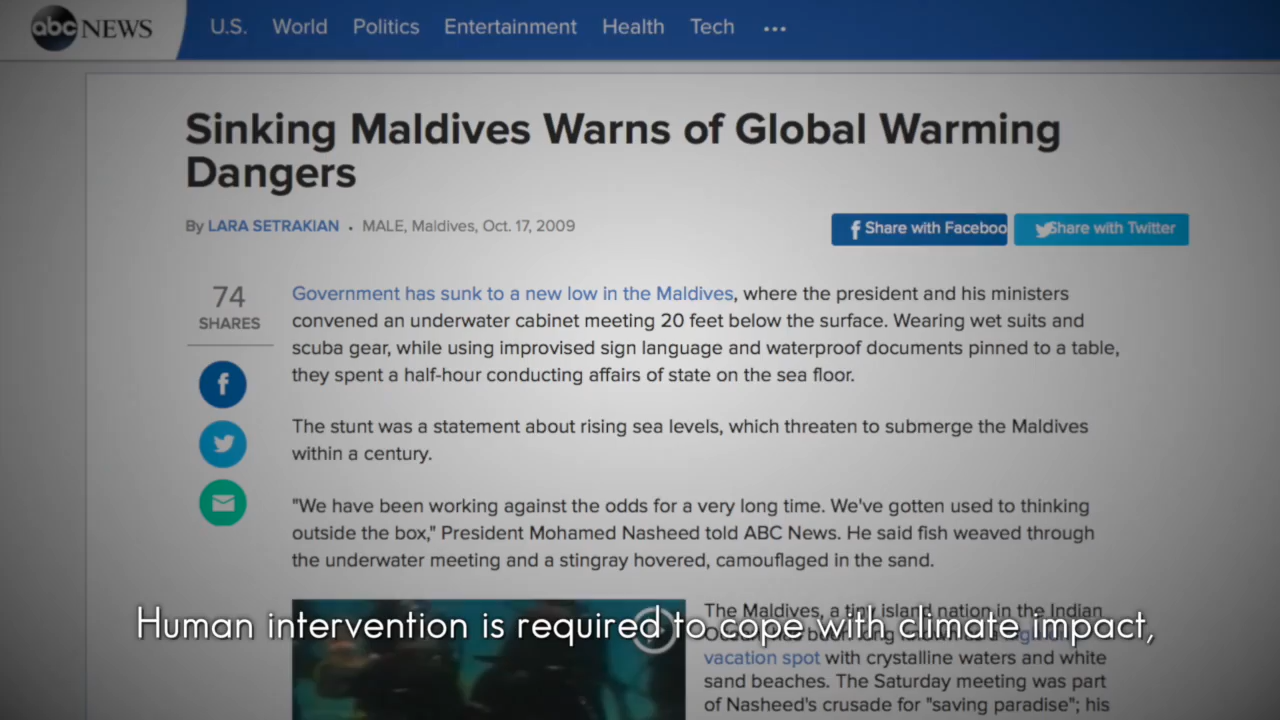 abc NEWS
U.S. World Politics Entertainment Health Tech •••
Sinking Maldives Warns of Global Warming
Dangers
By LARA SETRAKIAN • MALE, Maldives, Oct. 17, 2009
Share with Faceboo
Share with Twitter
74
SHARES
Government has sunk to a new low in the Maldives, where the president and his ministers
convened an underwater cabinet meeting 20 feet below the surface. Wearing wet suits and
scuba gear, while using improvised sign language and waterproof documents pinned to a table,
they spent a half-hour conducting affairs of state on the sea floor.
The stunt was a statement about rising sea levels, which threaten to submerge the Maldives
within a century.
"We have been working against the odds for a very long time. We've gotten used to thinking
outside the box," President Mohamed Nasheed told ABC News. He said fish weaved through
the underwater meeting and a stingray hovered, camouflaged in the sand.
The Maldives, a tiny island nation in the Indian
Human intervention is required to cope with climate impact,
vacation spot with crystalline waters and white
sand beaches. The Saturday meeting was part
of Nasheed's crusade for "saving paradise"; his